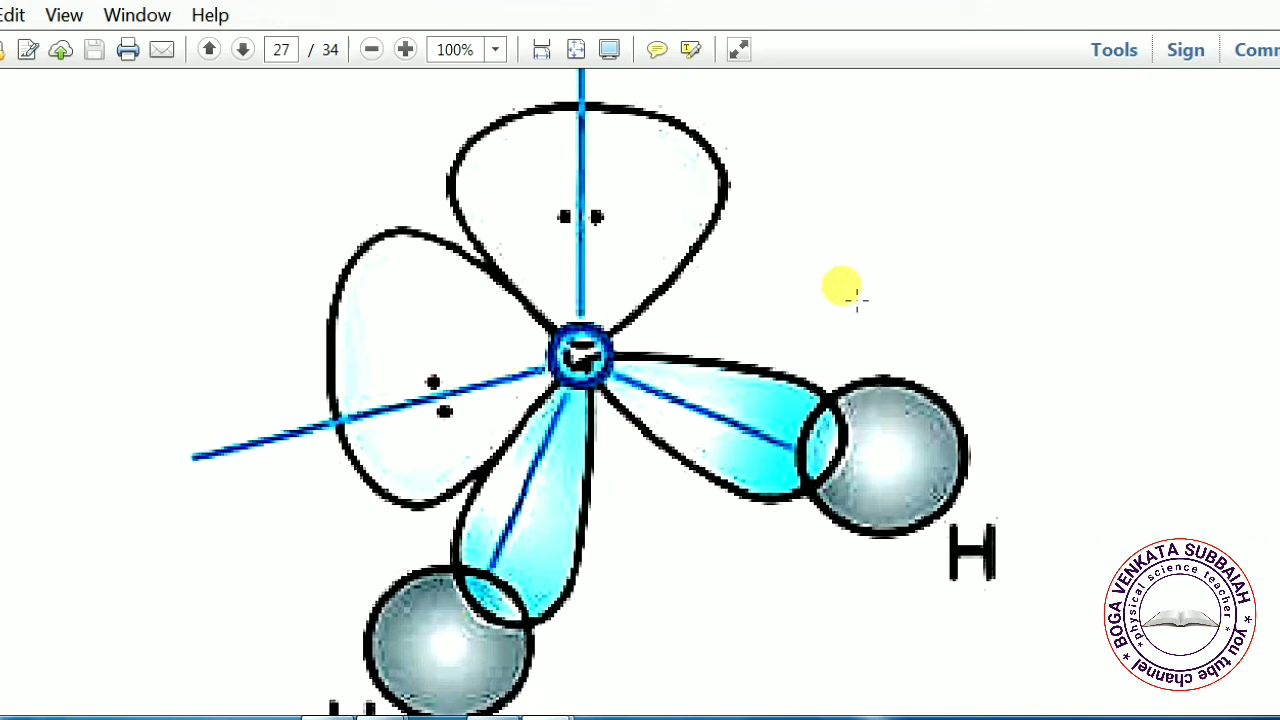 Edit View Window Help
27 / 34 100% Tools Sign Comm
H
H
* BOGA VENKATA SUBBAIAH * you tube channel
* physical science teacher *